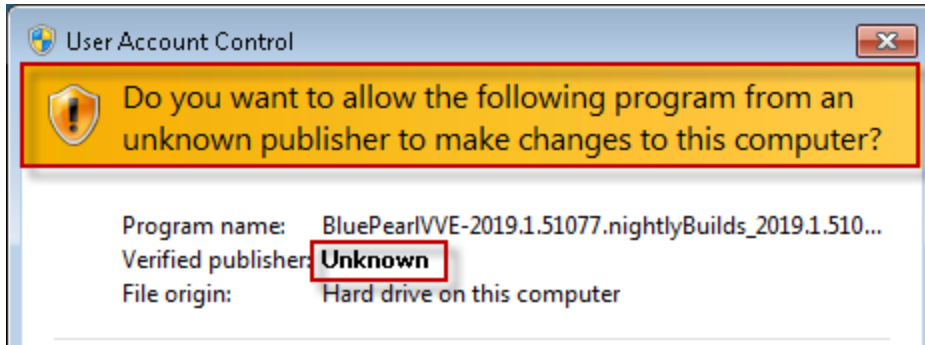 User Account Control
Do you want to allow the following program from an
unknown publisher to make changes to this computer?
Program name: BluePearlVVE-2019.1.51077.nightlyBuilds_2019.1.510...
Verified publisher: Unknown
File origin: Hard drive on this computer